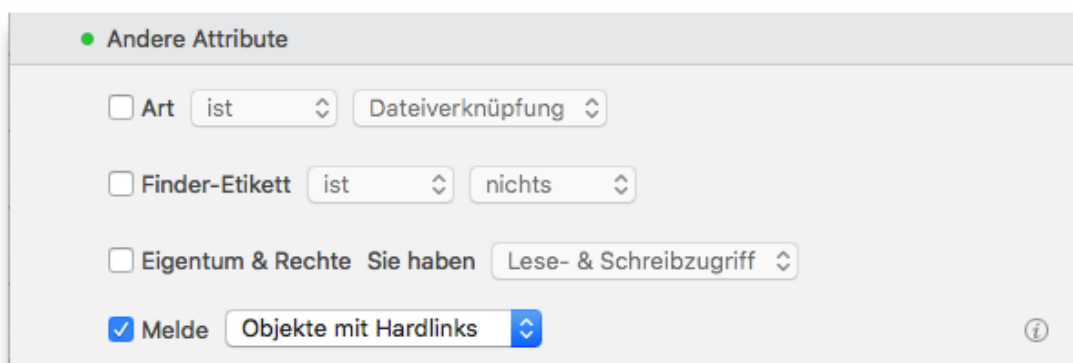 Andere Attribute
Art ist Dateiverknüpfung
Finder-Etikett ist nichts
Eigentum & Rechte Sie haben Lese- & Schreibzugriff
Melde Objekte mit Hardlinks